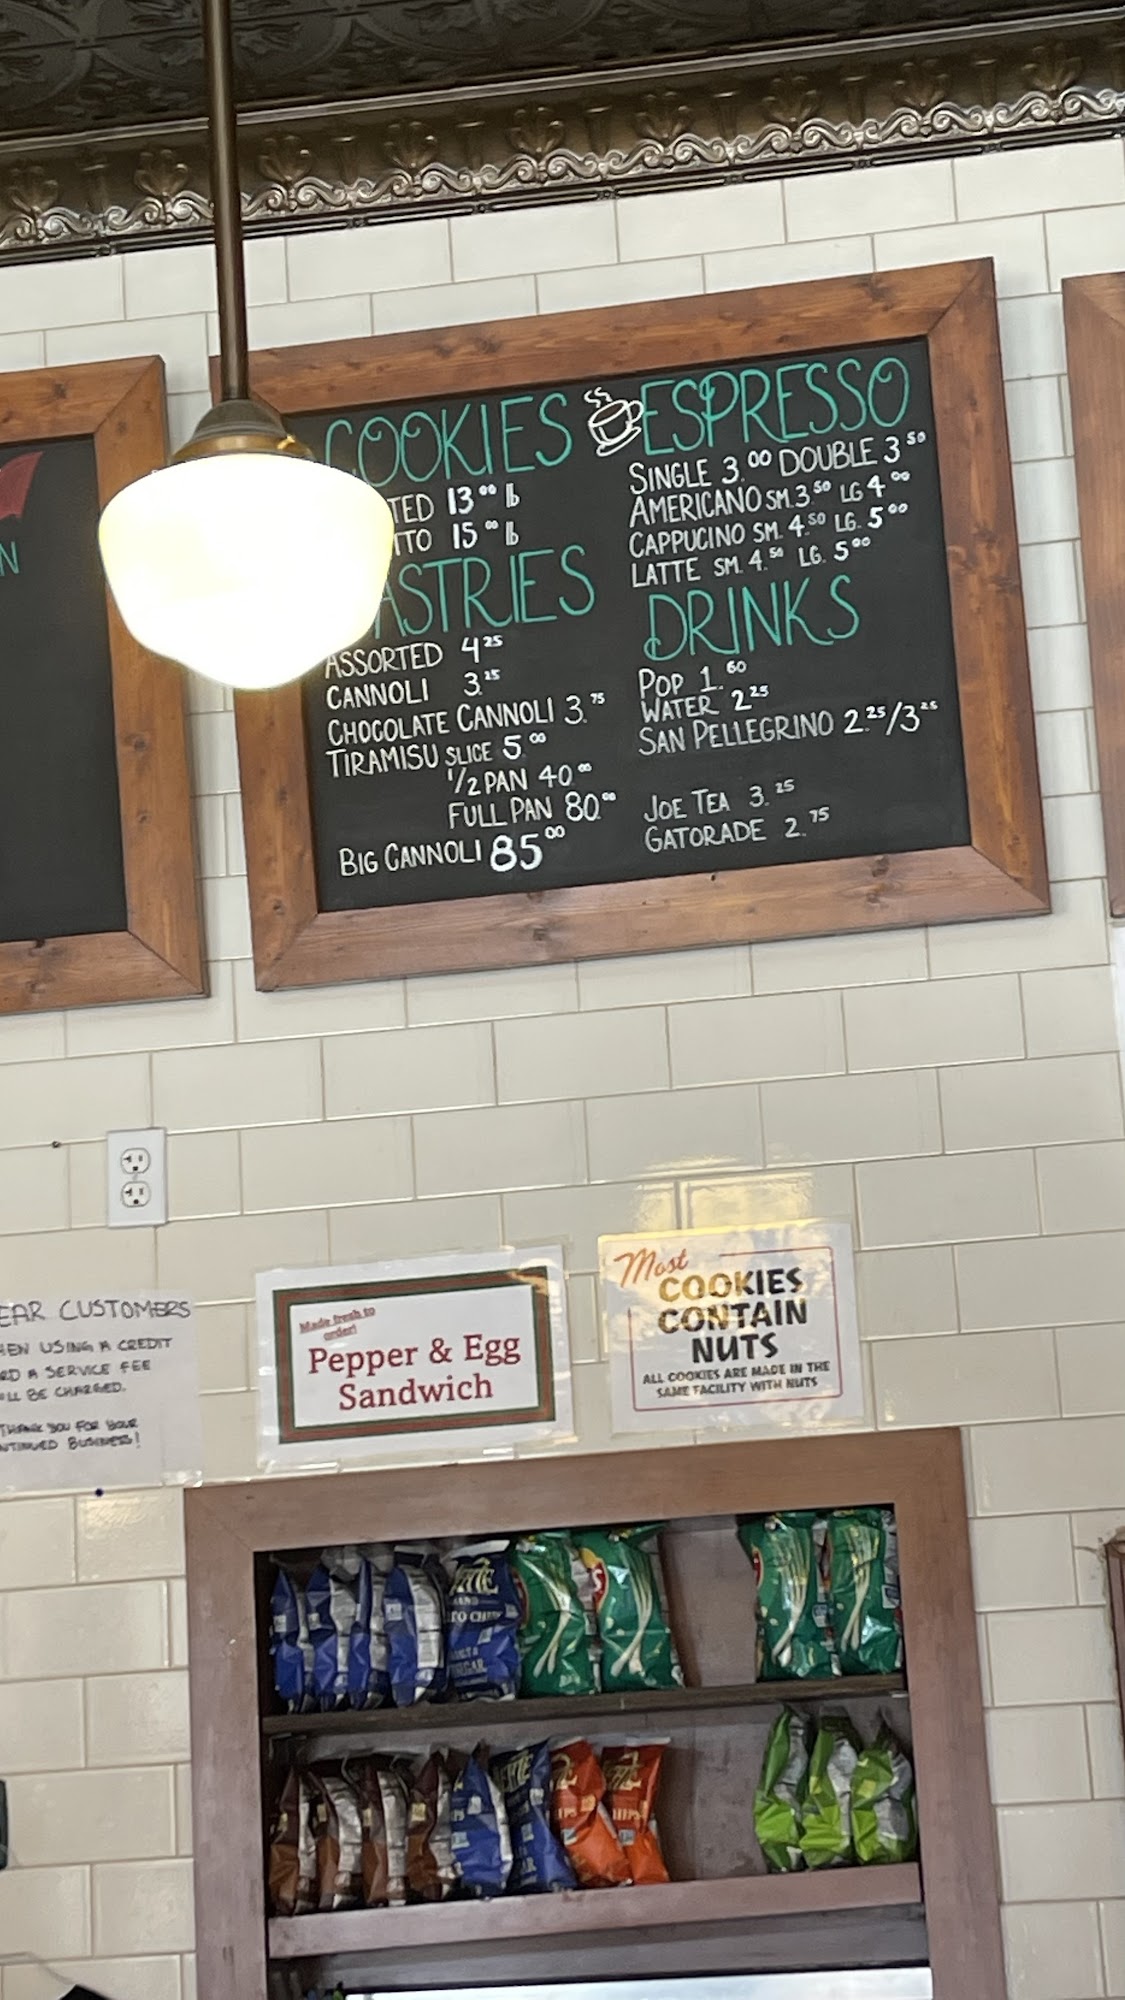 N
COOKIES
TED 13.00 lb
TTO 15.00 lb
PASTRIES
ASSORTED 4.25
CANNOLI 3.25
CHOCOLATE CANNOLI 3.75
TIRAMISU SLICE 5.00
1/2 PAN 40.00
FULL PAN 80.00
BIG CANNOLI 85.00
ESPRESSO
SINGLE 3.00 DOUBLE 3.50
AMERICANO SM. 3.50 LG 4.00
CAPPUCINO SM. 4.50 LG. 5.00
LATTE SM. 4.50 LG. 5.00
DRINKS
POP 1.60
WATER 2.25
SAN PELLEGRINO 2.25/3.25
JOE TEA 3.25
GATORADE 2.75
EAR CUSTOMERS
HEN USING A CREDIT
RD A SERVICE FEE
LL BE CHARGED.
THANK YOU FOR YOUR
NTINUED BUSINESS!
Made fresh to
order!
Pepper & Egg
Sandwich
Most
COOKIES
CONTAIN
NUTS
ALL COOKIES ARE MADE IN THE
SAME FACILITY WITH NUTS